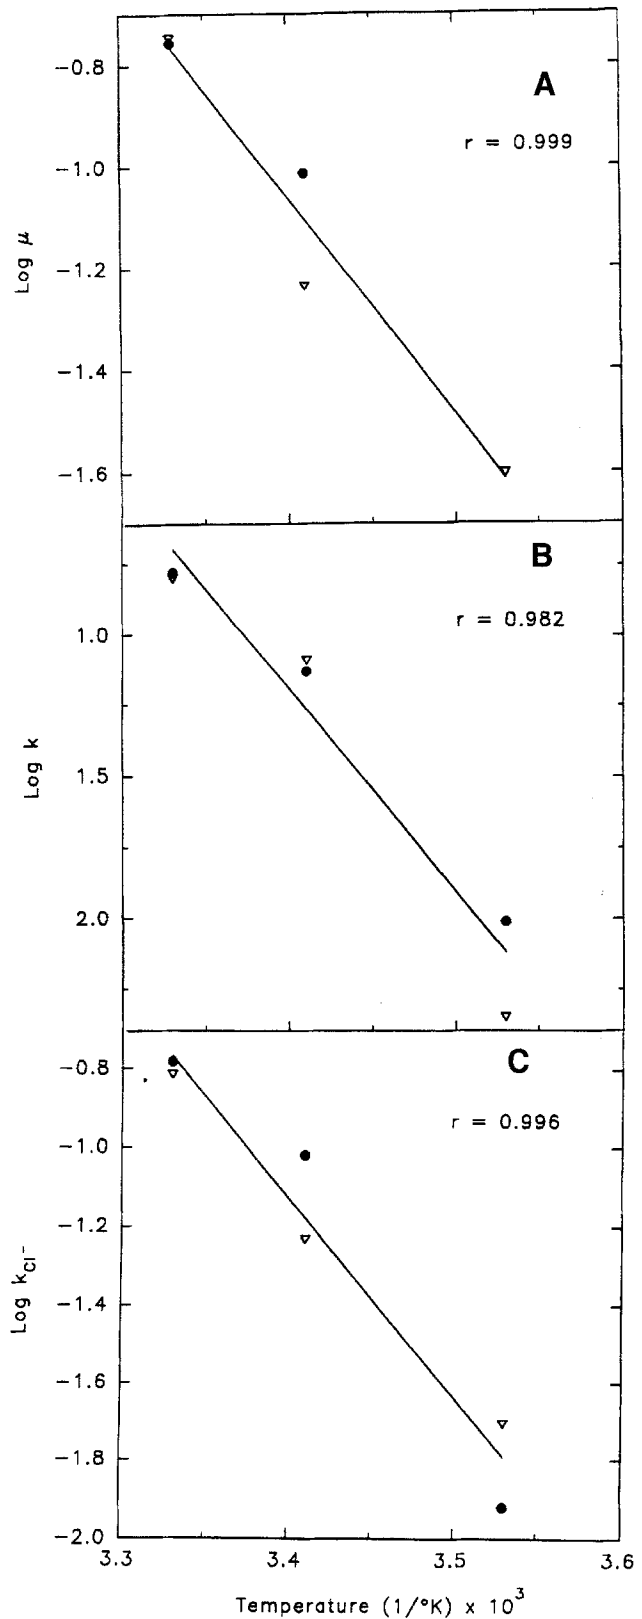 A
r = 0.999
−0.8
−1.0
−1.2
−1.4
−1.6
Log μ
B
r = 0.982
1.0
1.5
2.0
Log k
C
r = 0.996
−0.8
−1.0
−1.2
−1.4
−1.6
−1.8
−2.0
Log kCl−
3.3 3.4 3.5 3.6
Temperature (1/°K) x 10³